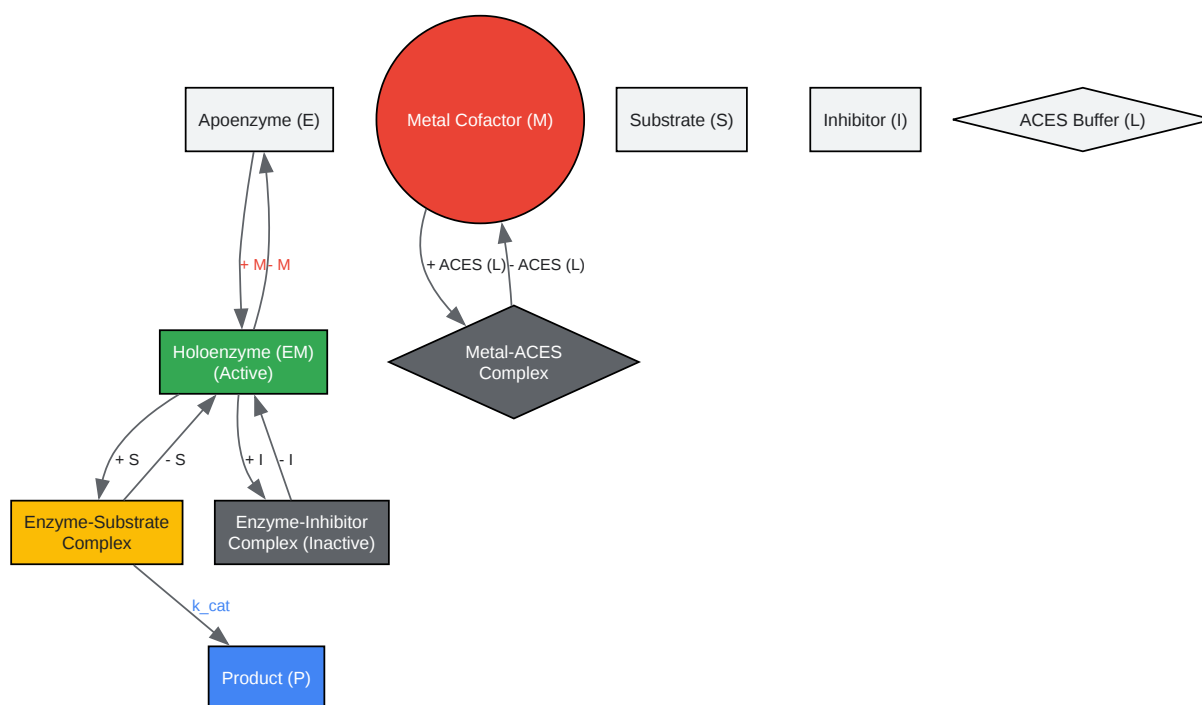 Apoenzyme (E)
Metal Cofactor (M)
Substrate (S)
Inhibitor (I)
ACES Buffer (L)
+ M
- M
+ ACES (L)
- ACES (L)
Holoenzyme (EM)
(Active)
Metal-ACES
Complex
+ S
- S
+ I
- I
Enzyme-Substrate
Complex
Enzyme-Inhibitor
Complex (Inactive)
k_cat
Product (P)